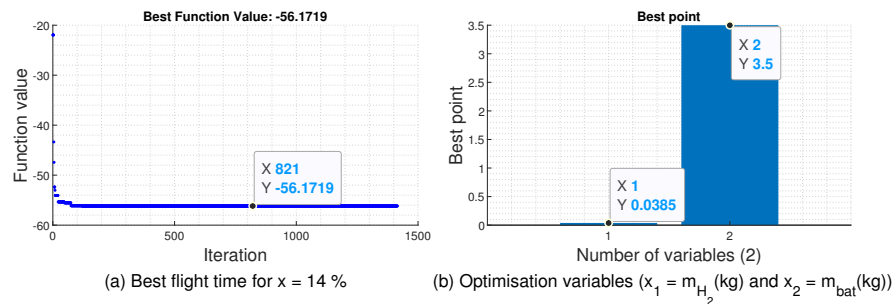 Best Function Value: -56.1719
-20
-30
-40
-50
-60
Function value
X 821
Y -56.1719
0
500
1000
1500
Iteration
(a) Best flight time for x = 14 %
Best point
3.5
3
2.5
2
1.5
1
0.5
0
Best point
X 2
Y 3.5
X 1
Y 0.0385
1
2
Number of variables (2)
(b) Optimisation variables (x1 = mH2(kg) and x2 = mbat(kg))